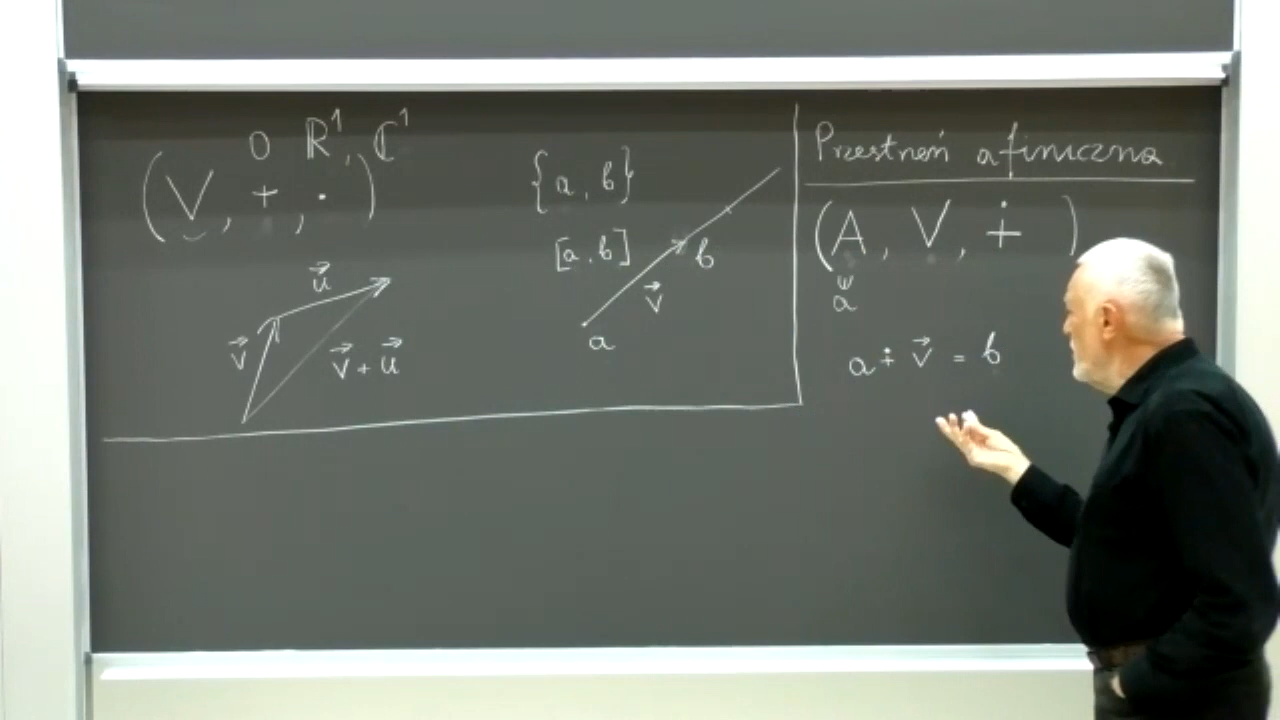 0 ℝ¹, ℂ¹
(V, +, ·)
u⃗
v⃗
v⃗ + u⃗
{a, b}
[a, b]
b
v⃗
a
Przestrzeń afiniczna
(A, V, ∔ )
Ψ
a
a ∔ v⃗ = b